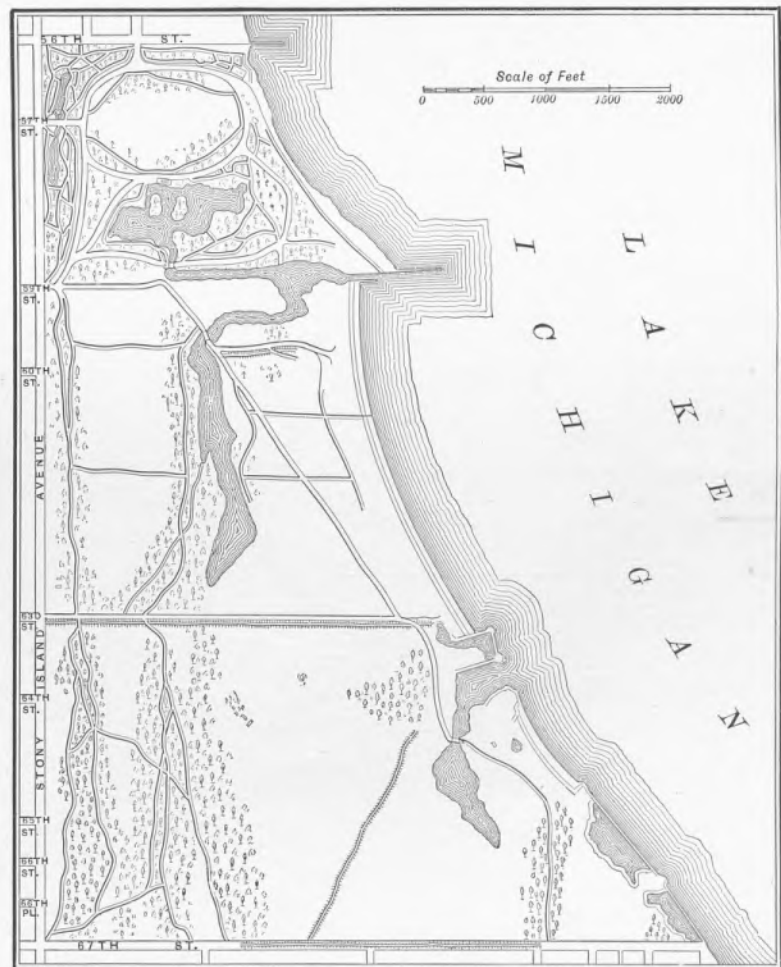 56TH ST.
Scale of Feet
0 500 1000 1500 2000
57TH ST.
LAKE MICHIGAN
59TH ST.
60TH ST.
STONY ISLAND AVENUE
63D ST.
64TH ST.
65TH ST.
66TH ST.
66TH PL.
67TH ST.